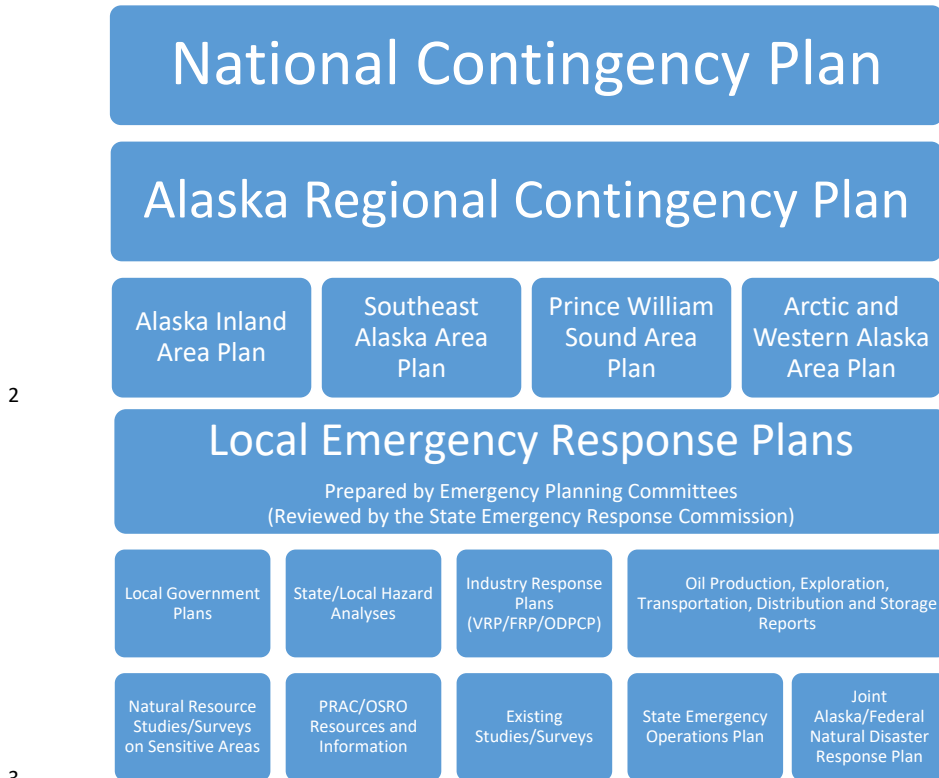 National Contingency Plan
Alaska Regional Contingency Plan
Alaska Inland
Area Plan
Southeast
Alaska Area
Plan
Prince William
Sound Area
Plan
Arctic and
Western Alaska
Area Plan
2
Local Emergency Response Plans
Prepared by Emergency Planning Committees
(Reviewed by the State Emergency Response Commission)
Local Government
Plans
State/Local Hazard
Analyses
Industry Response
Plans
(VRP/FRP/ODPCP)
Oil Production, Exploration,
Transportation, Distribution and Storage
Reports
Natural Resource
Studies/Surveys
on Sensitive Areas
PRAC/OSRO
Resources and
Information
Existing
Studies/Surveys
State Emergency
Operations Plan
Joint
Alaska/Federal
Natural Disaster
Response Plan
3